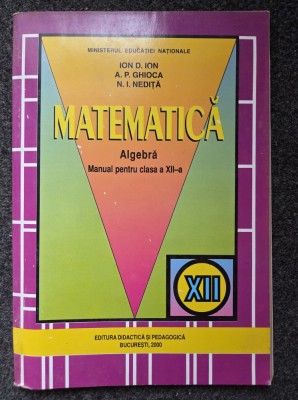 MINISTERUL EDUCAȚIEI NAȚIONALE
ION D. ION
A. P. GHIOCA
N. I. NEDIȚĂ
MATEMATICĂ
Algebră
Manual pentru clasa a XII-a
XII
EDITURA DIDACTICĂ ȘI PEDAGOGICĂ
BUCUREȘTI, 2000